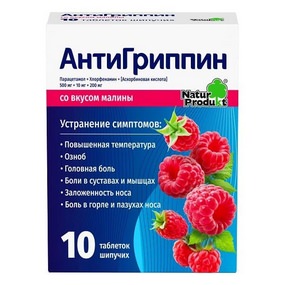 АнтиГриппин
Парацетамол + Хлорфенамин + [Аскорбиновая кислота]
500 мг + 10 мг + 200 мг
со вкусом малины
Natur
Produkt
Устранение симптомов:
• Повышенная температура
• Озноб
• Головная боль
• Боли в суставах и мышцах
• Заложенность носа
• Боль в горле и пазухах носа
10 таблеток
шипучих